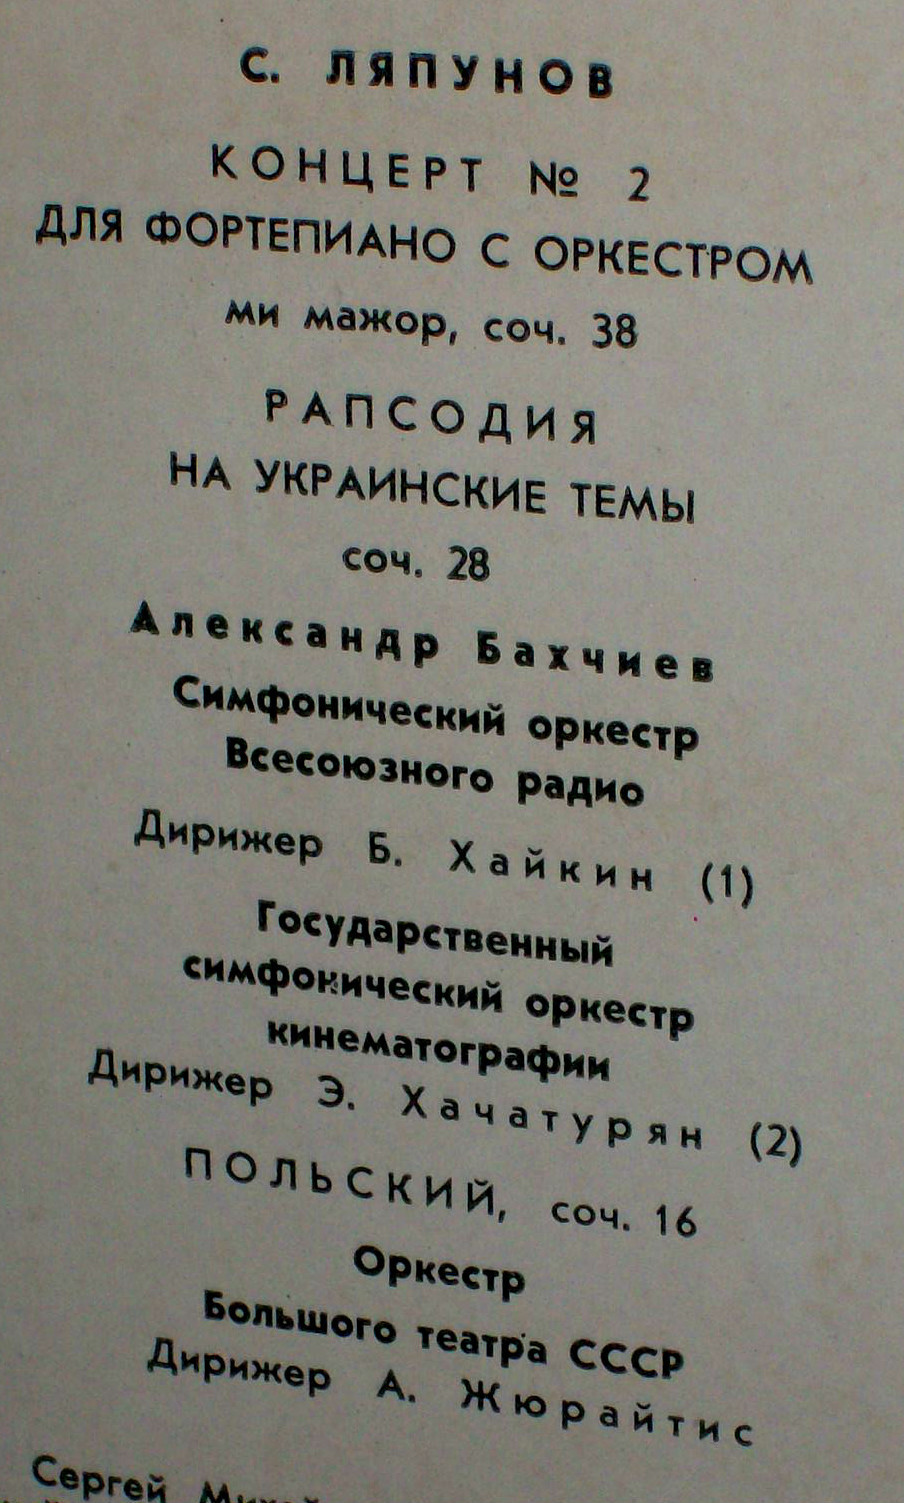 С. ЛЯПУНОВ
КОНЦЕРТ № 2
ДЛЯ ФОРТЕПИАНО С ОРКЕСТРОМ
ми мажор, соч. 38
РАПСОДИЯ
НА УКРАИНСКИЕ ТЕМЫ
соч. 28
Александр Бахчиев
Симфонический оркестр
Всесоюзного радио
Дирижер Б. Хайкин (1)
Государственный
симфонический оркестр
кинематографии
Дирижер Э. Хачатурян (2)
ПОЛЬСКИЙ, соч. 16
Оркестр
Большого театра СССР
Дирижер А. Жюрайтис
Сергей